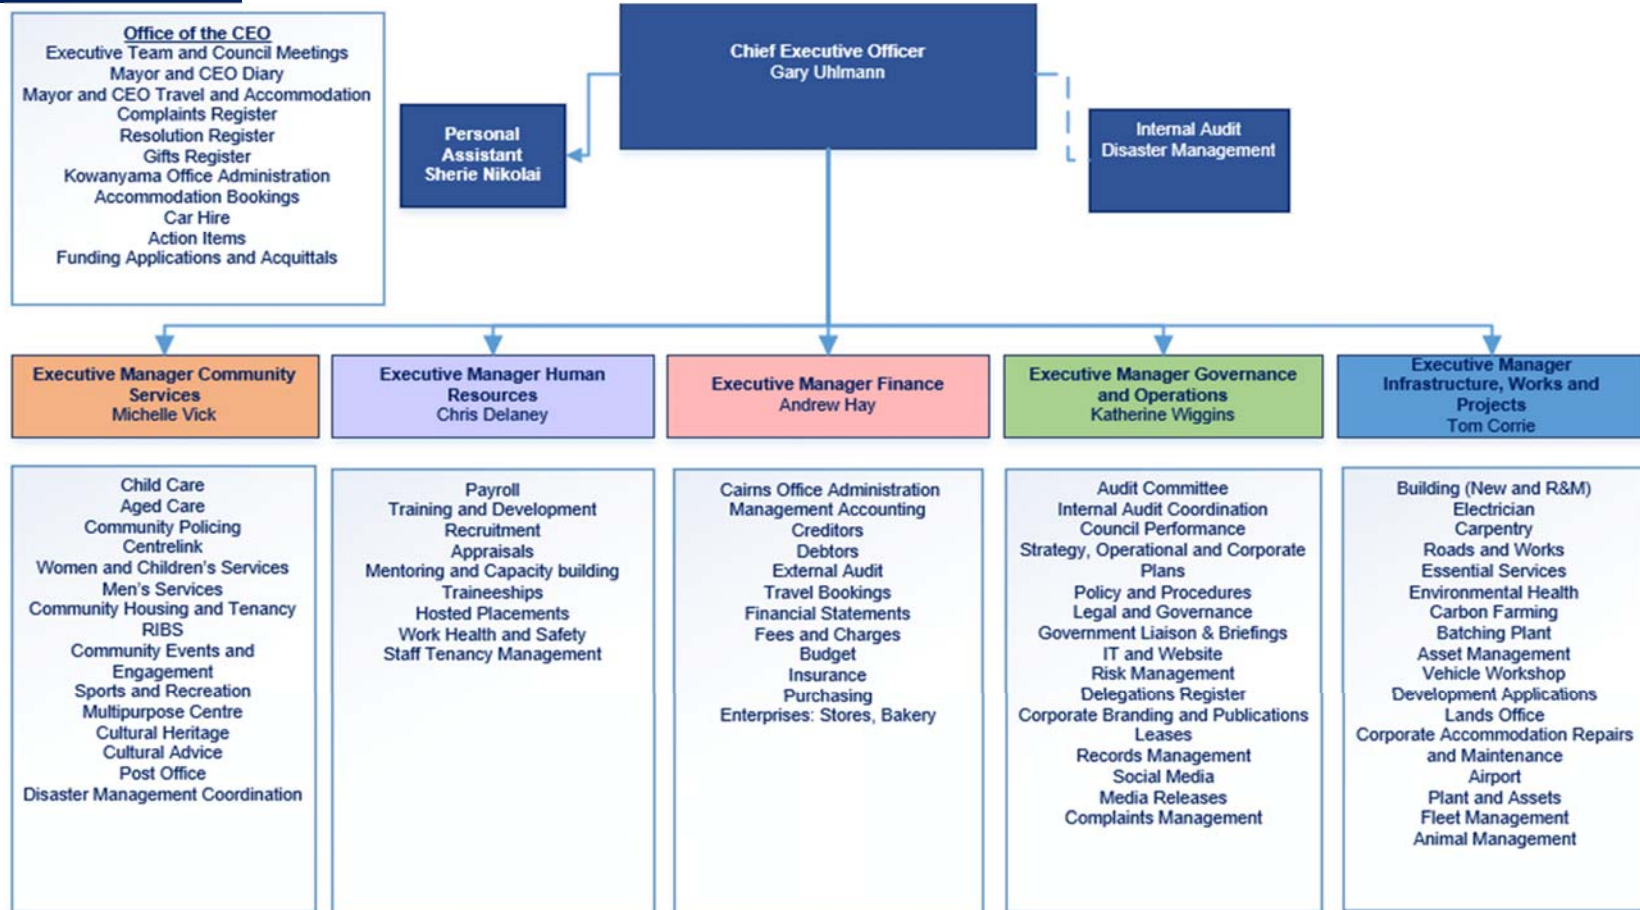 Office of the CEO
Executive Team and Council Meetings
Mayor and CEO Diary
Mayor and CEO Travel and Accommodation
Complaints Register
Resolution Register
Gifts Register
Kowanyama Office Administration
Accommodation Bookings
Car Hire
Action Items
Funding Applications and Acquittals
Chief Executive Officer
Gary Uhlmann
Personal
Assistant
Sherie Nikolai
Internal Audit
Disaster Management
Executive Manager Community
Services
Michelle Vick
Executive Manager Human
Resources
Chris Delaney
Executive Manager Finance
Andrew Hay
Executive Manager Governance
and Operations
Katherine Wiggins
Executive Manager
Infrastructure, Works and
Projects
Tom Corrie
Child Care
Aged Care
Community Policing
Centrelink
Women and Children's Services
Men's Services
Community Housing and Tenancy
RIBS
Community Events and
Engagement
Sports and Recreation
Multipurpose Centre
Cultural Heritage
Cultural Advice
Post Office
Disaster Management Coordination
Payroll
Training and Development
Recruitment
Appraisals
Mentoring and Capacity building
Traineeships
Hosted Placements
Work Health and Safety
Staff Tenancy Management
Cairns Office Administration
Management Accounting
Creditors
Debtors
External Audit
Travel Bookings
Financial Statements
Fees and Charges
Budget
Insurance
Purchasing
Enterprises: Stores, Bakery
Audit Committee
Internal Audit Coordination
Council Performance
Strategy, Operational and Corporate
Plans
Policy and Procedures
Legal and Governance
Government Liaison & Briefings
IT and Website
Risk Management
Delegations Register
Corporate Branding and Publications
Leases
Records Management
Social Media
Media Releases
Complaints Management
Building (New and R&M)
Electrician
Carpentry
Roads and Works
Essential Services
Environmental Health
Carbon Farming
Batching Plant
Asset Management
Vehicle Workshop
Development Applications
Lands Office
Corporate Accommodation Repairs
and Maintenance
Airport
Plant and Assets
Fleet Management
Animal Management